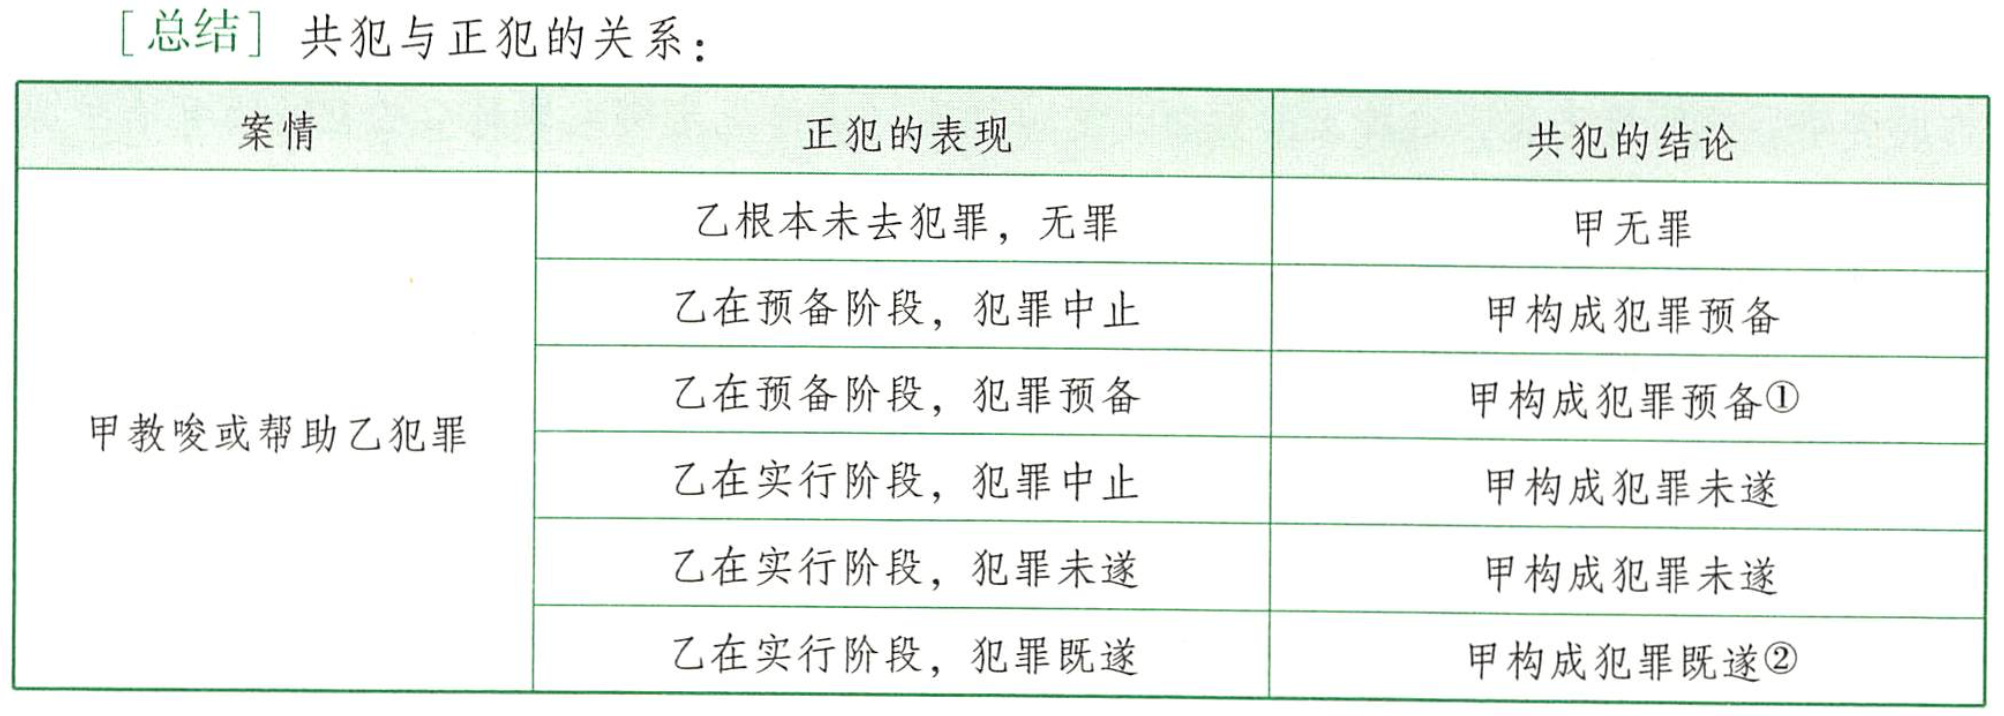 ［总结］ 共犯与正犯的关系：
案情 正犯的表现 共犯的结论
甲教唆或帮助乙犯罪
乙根本未去犯罪，无罪 甲无罪
乙在预备阶段，犯罪中止 甲构成犯罪预备
乙在预备阶段，犯罪预备 甲构成犯罪预备①
乙在实行阶段，犯罪中止 甲构成犯罪未遂
乙在实行阶段，犯罪未遂 甲构成犯罪未遂
乙在实行阶段，犯罪既遂 甲构成犯罪既遂②